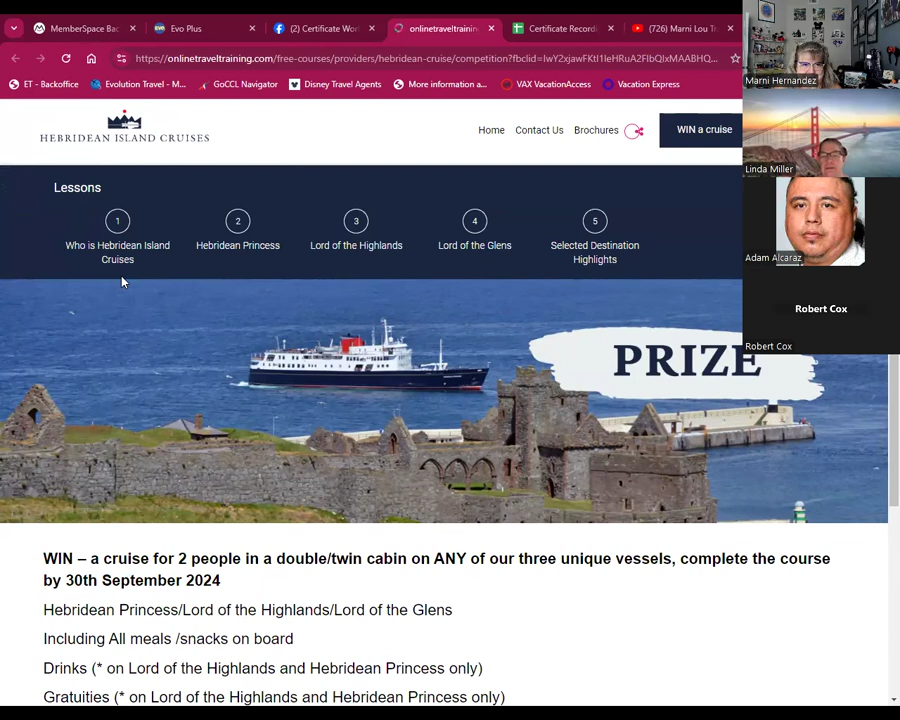 MemberSpace Bac
Evo Plus
(2) Certificate Wor
onlinetraveltrainin
Certificate Recordin
(726) Marni Lou Tr
https://onlinetraveltraining.com/free-courses/providers/hebridean-cruise/competition?fbclid=IwY2xjawFKtI1leHRuA2FlbQIxMAABHQ...
ET - Backoffice
Evolution Travel - M...
GoCCL Navigator
Disney Travel Agents
More information a...
VAX VacationAccess
Vacation Express
HEBRIDEAN ISLAND CRUISES
Home
Contact Us
Brochures
WIN a cruise
Lessons
1
2
3
4
5
Who is Hebridean Island
Cruises
Hebridean Princess
Lord of the Highlands
Lord of the Glens
Selected Destination
Highlights
PRIZE
WIN – a cruise for 2 people in a double/twin cabin on ANY of our three unique vessels, complete the course
by 30th September 2024
Hebridean Princess/Lord of the Highlands/Lord of the Glens
Including All meals /snacks on board
Drinks (* on Lord of the Highlands and Hebridean Princess only)
Gratuities (* on Lord of the Highlands and Hebridean Princess only)
Marni Hernandez
Linda Miller
Adam Alcaraz
Robert Cox
Robert Cox